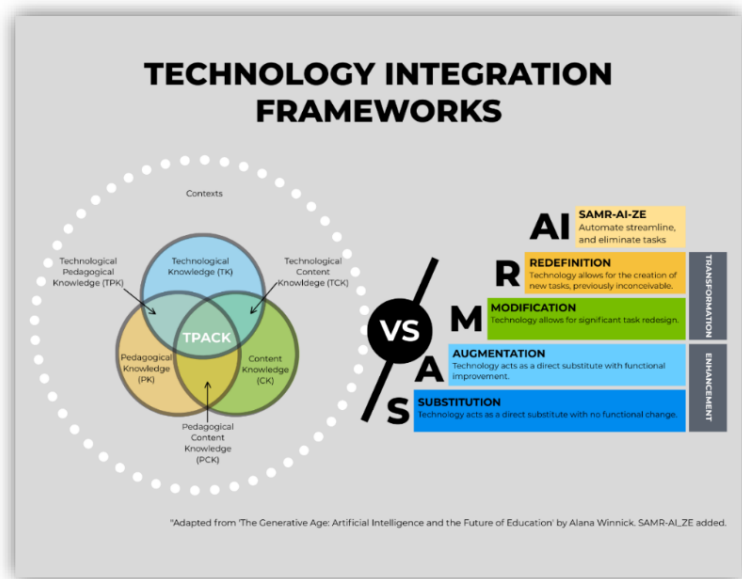 TECHNOLOGY INTEGRATION
FRAMEWORKS
Contexts
Technological
Pedagogical
Knowledge (TPK)
Technological
Knowledge (TK)
Technological
Content
Knowldege (TCK)
TPACK
Pedagogical
Knowledge
(PK)
Content
Knowledge
(CK)
Pedagogical
Content
Knowledge
(PCK)
VS
AI
SAMR-AI-ZE
Automate streamline,
and eliminate tasks
R
REDEFINITION
Technology allows for the creation of
new tasks, previously inconceivable.
M
MODIFICATION
Technology allows for significant task redesign.
TRANSFORMATION
A
AUGMENTATION
Technology acts as a direct substitute with functional
improvement.
S
SUBSTITUTION
Technology acts as a direct substitute with no functional change.
ENHANCEMENT
"Adapted from 'The Generative Age: Artificial Intelligence and the Future of Education' by Alana Winnick. SAMR-AI_ZE added.